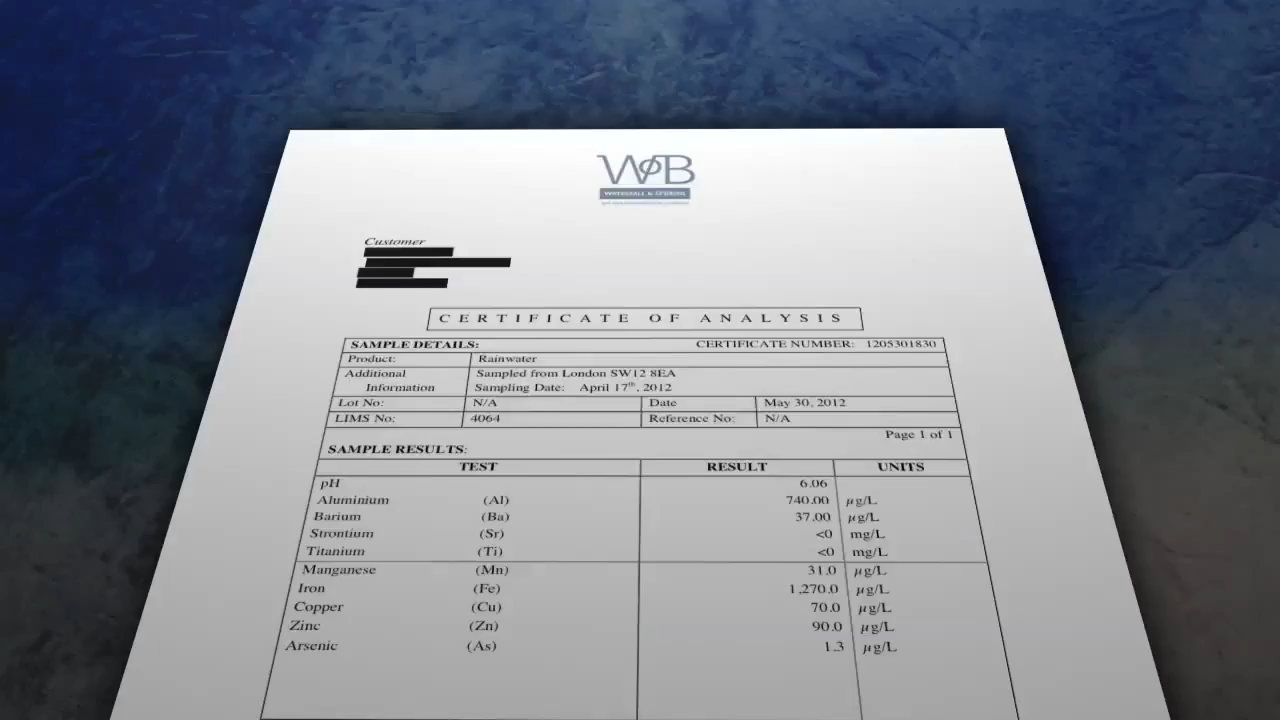 WB
Customer
CERTIFICATE OF ANALYSIS
SAMPLE DETAILS: CERTIFICATE NUMBER: 1205301830
Product: Rainwater
Additional Information Sampled from London SW12 8EA
Sampling Date: April 17th, 2012
Lot No: N/A Date May 30, 2012
LIMS No: 4064 Reference No: N/A
Page 1 of 1
SAMPLE RESULTS:
TEST RESULT UNITS
pH 6.06
Aluminium (Al) 740.00 µg/L
Barium (Ba) 37.00 µg/L
Strontium (Sr) <0 mg/L
Titanium (Ti) <0 mg/L
Manganese (Mn) 31.0 µg/L
Iron (Fe) 1,270.0 µg/L
Copper (Cu) 70.0 µg/L
Zinc (Zn) 90.0 µg/L
Arsenic (As) 1.3 µg/L